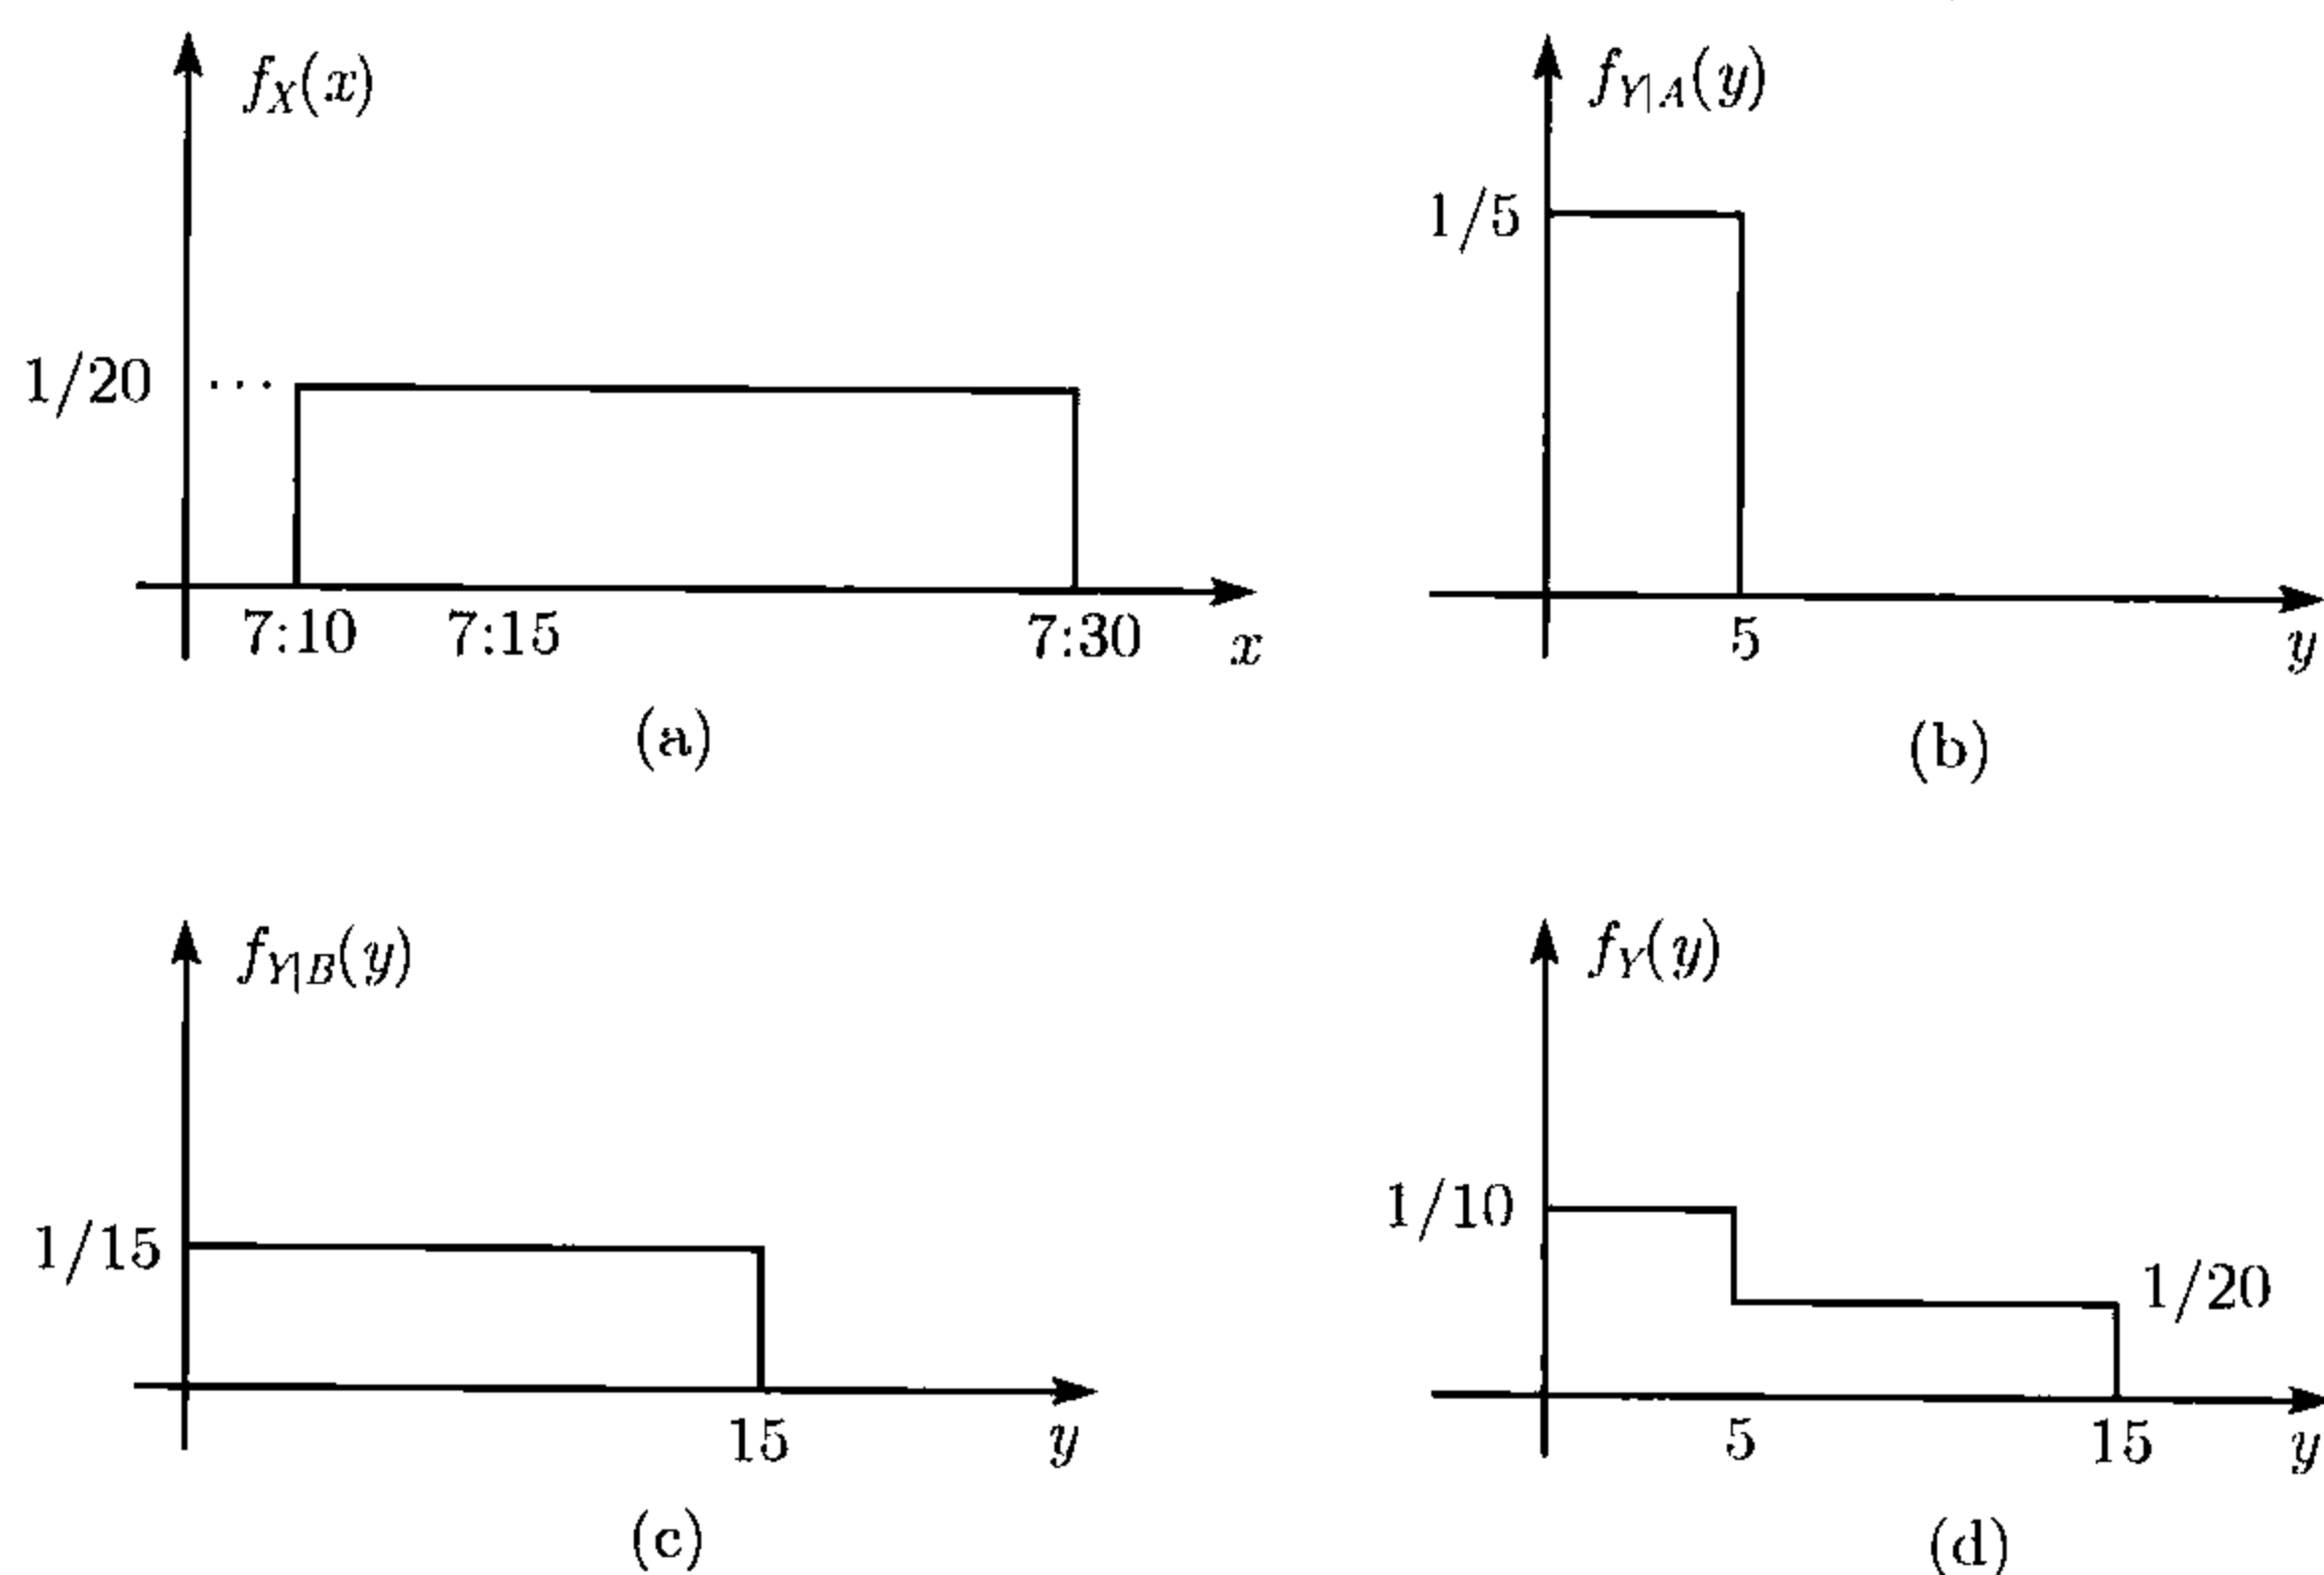 f_X(x)
1/20 ...
7:10 7:15 7:30 x
(a)
f_{Y|A}(y)
1/5
5 y
(b)
f_{Y|B}(y)
1/15
15 y
(c)
f_Y(y)
1/10
1/20
5 15 y
(d)